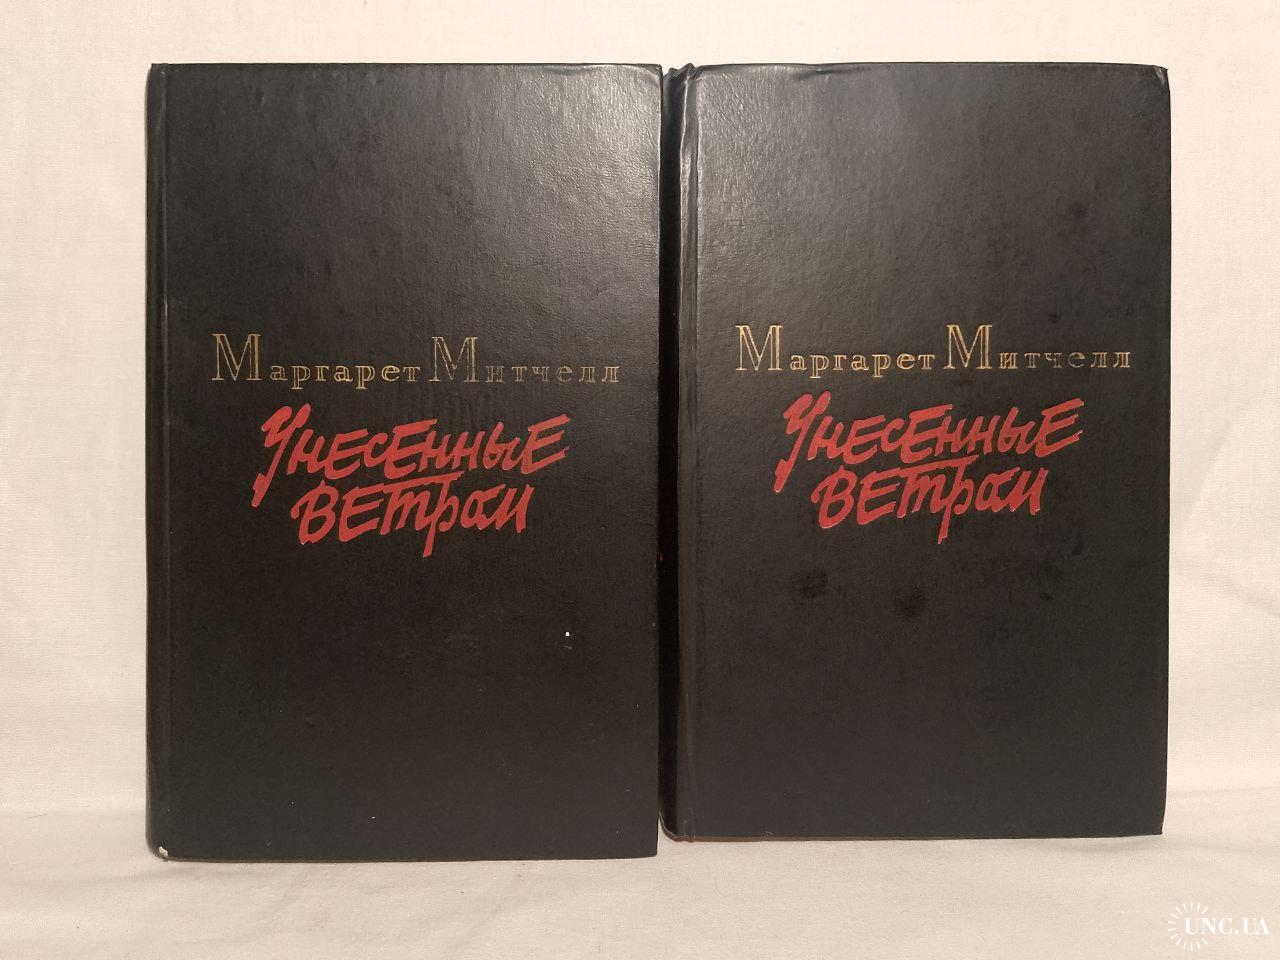 Маргарет Митчелл
Унесенные
ветром
Маргарет Митчелл
Унесенные
ветром
UNC.UA